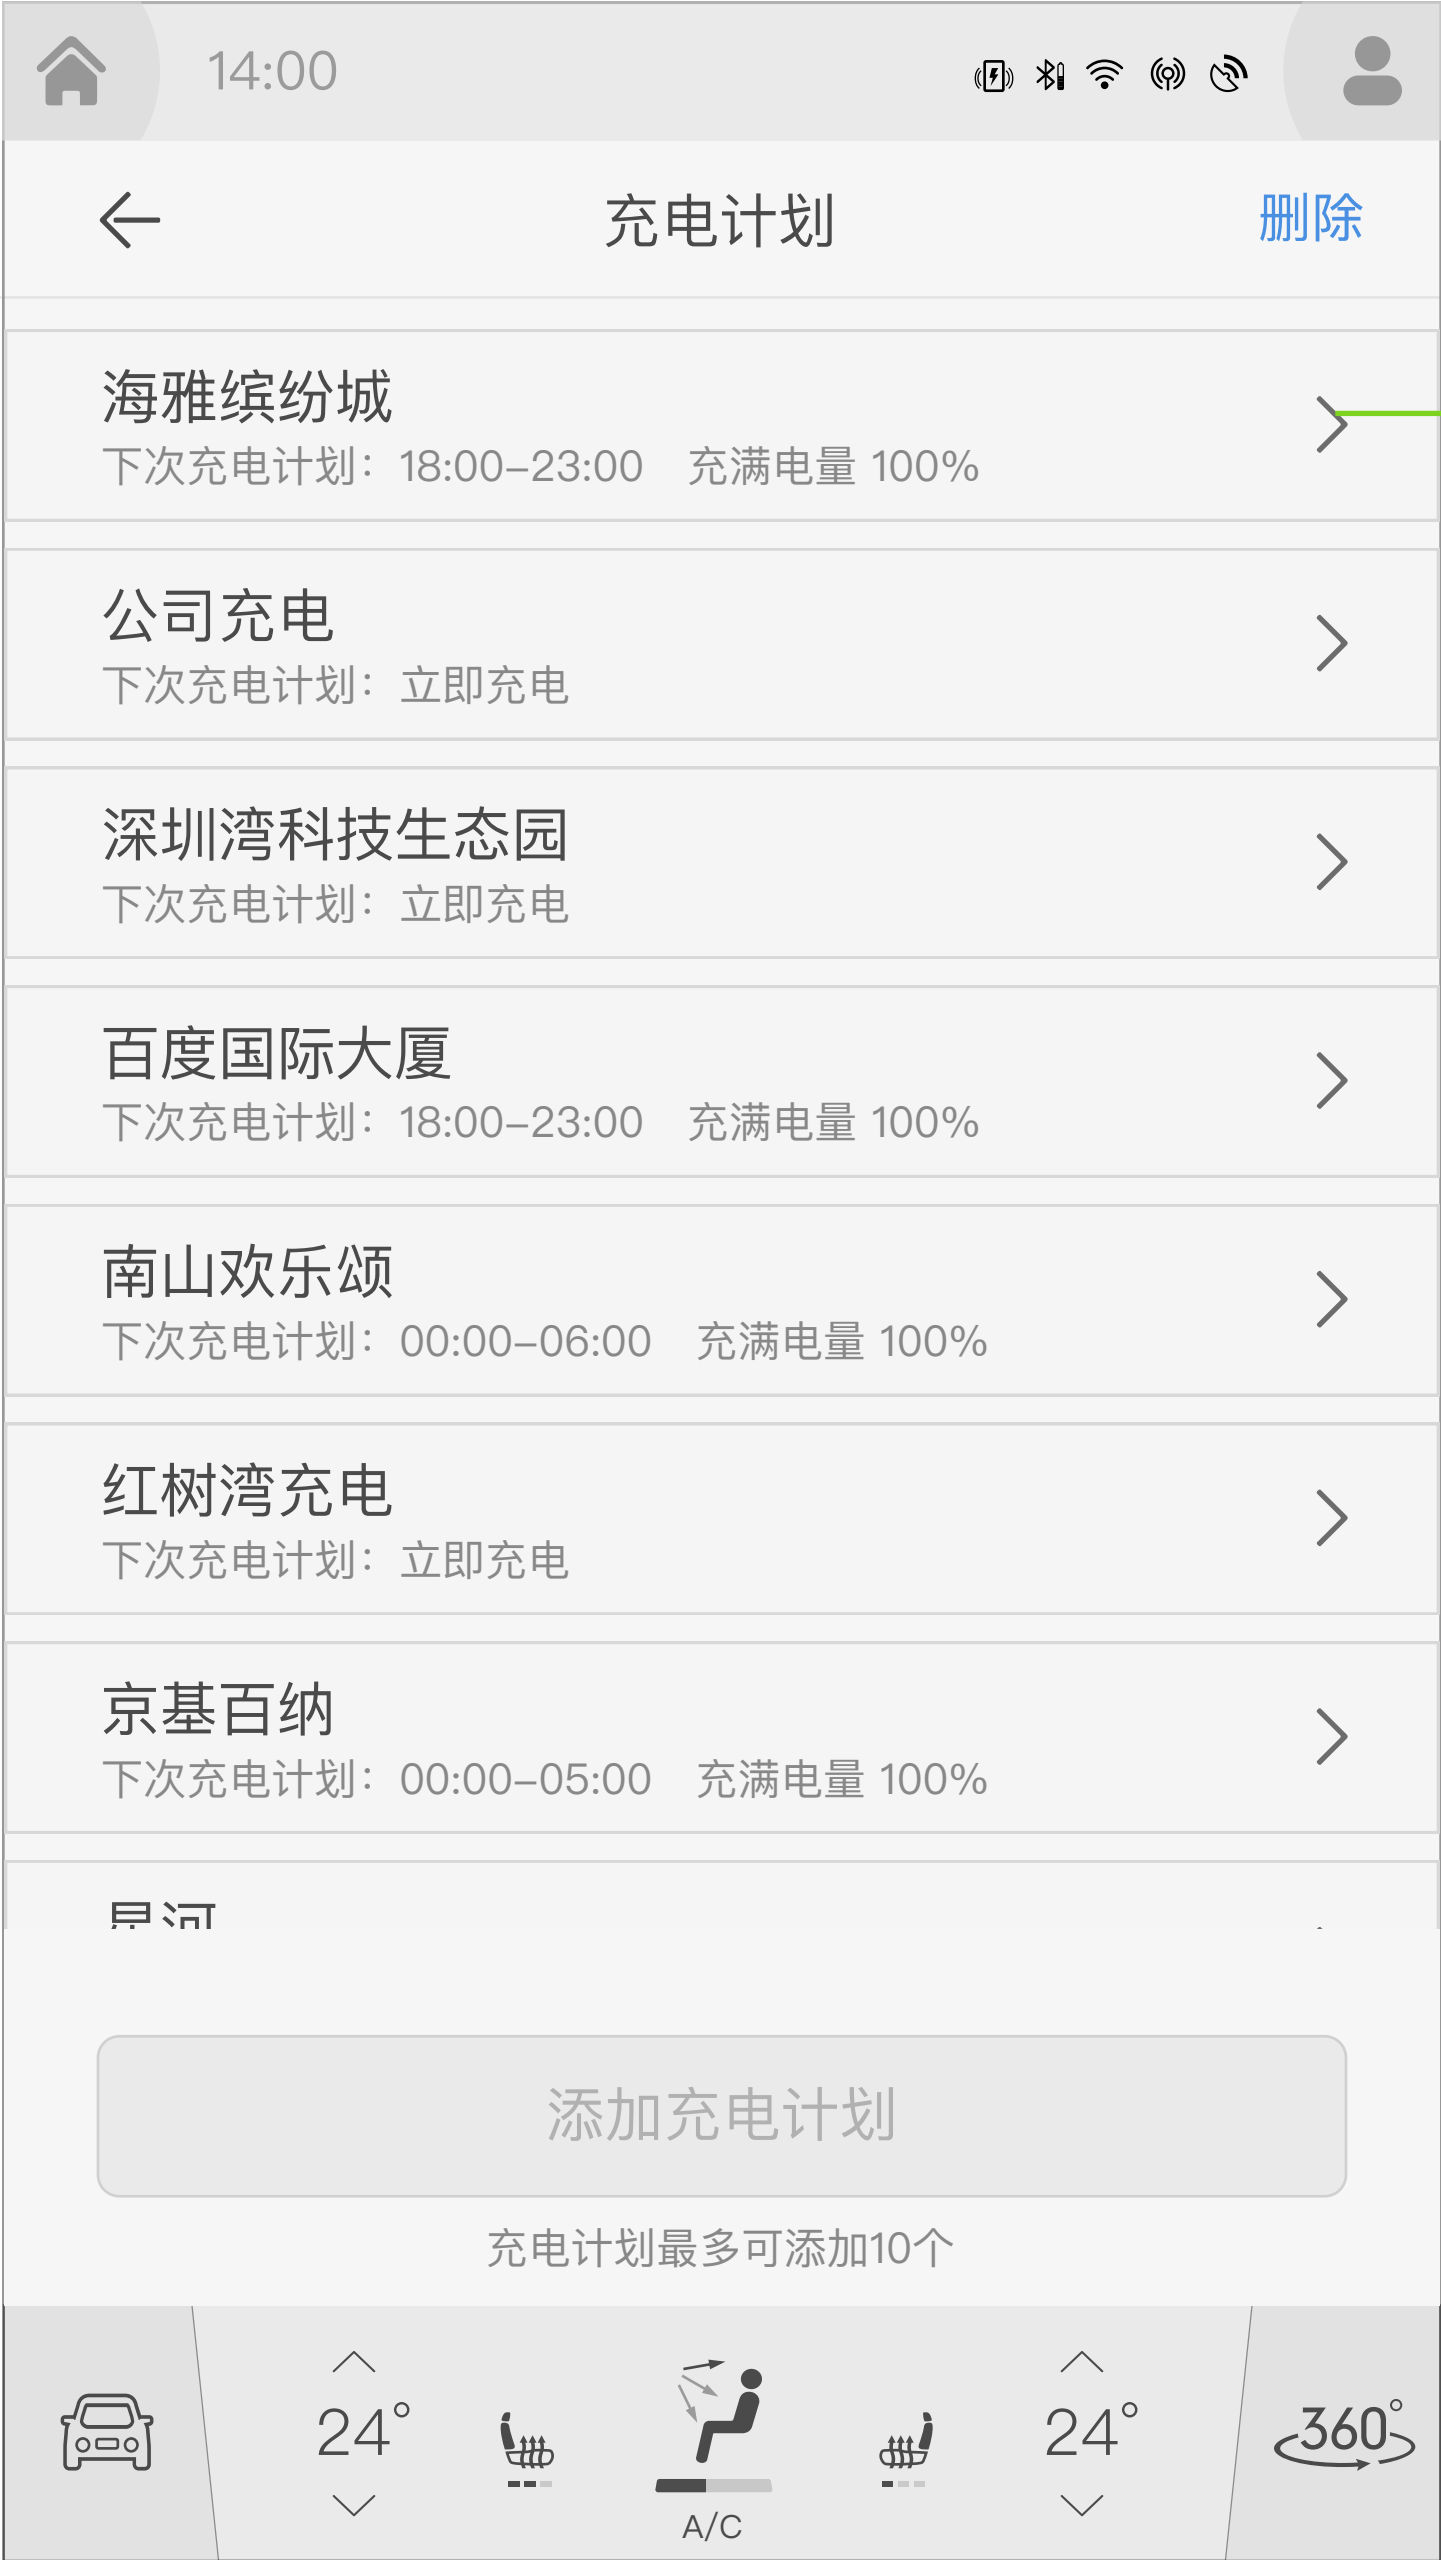 14:00
充电计划
删除
海雅缤纷城
下次充电计划：18:00-23:00 充满电量 100%
公司充电
下次充电计划：立即充电
深圳湾科技生态园
下次充电计划：立即充电
百度国际大厦
下次充电计划：18:00-23:00 充满电量 100%
南山欢乐颂
下次充电计划：00:00-06:00 充满电量 100%
红树湾充电
下次充电计划：立即充电
京基百纳
下次充电计划：00:00-05:00 充满电量 100%
星河
添加充电计划
充电计划最多可添加10个
24°
A/C
24°
360°